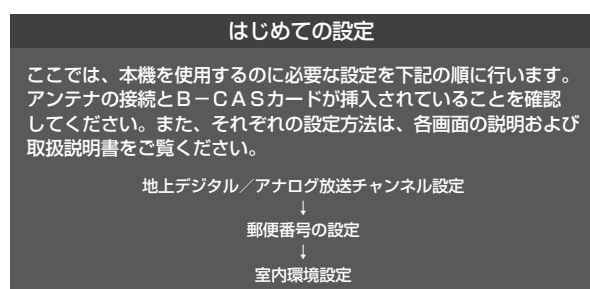 はじめての設定
ここでは、本機を使用するのに必要な設定を下記の順に行います。
アンテナの接続とＢ－ＣＡＳカードが挿入されていることを確認
してください。また、それぞれの設定方法は、各画面の説明および
取扱説明書をご覧ください。
地上デジタル／アナログ放送チャンネル設定
↓
郵便番号の設定
↓
室内環境設定